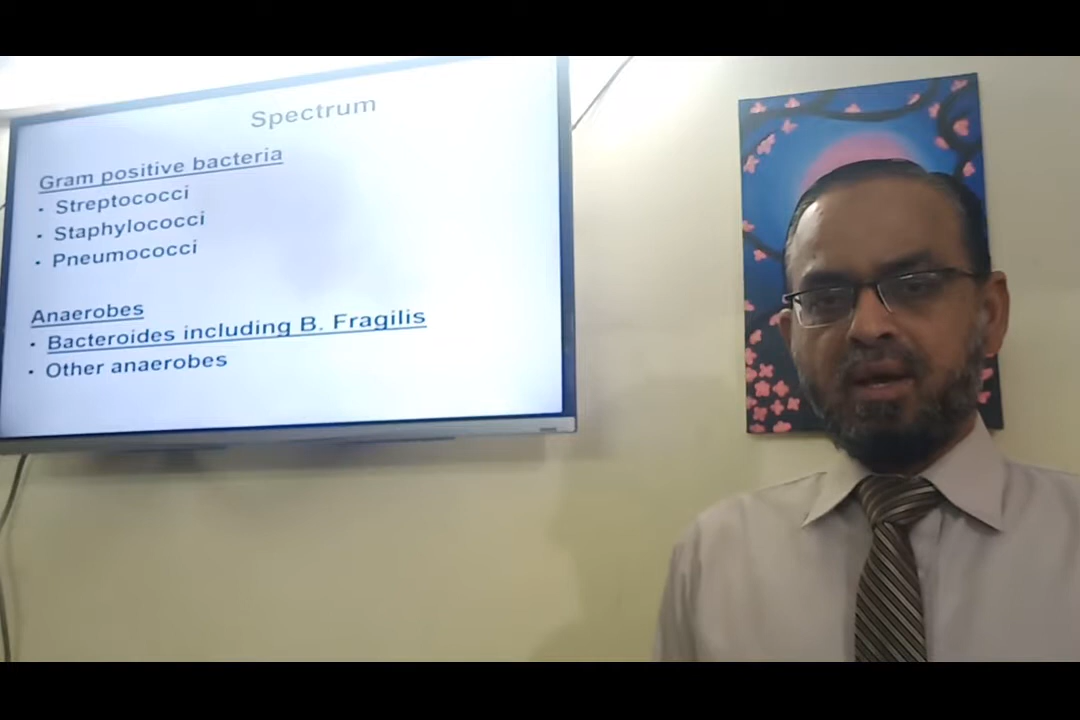 Spectrum
Gram positive bacteria
• Streptococci
• Staphylococci
• Pneumococci
Anaerobes
• Bacteroides including B. Fragilis
• Other anaerobes